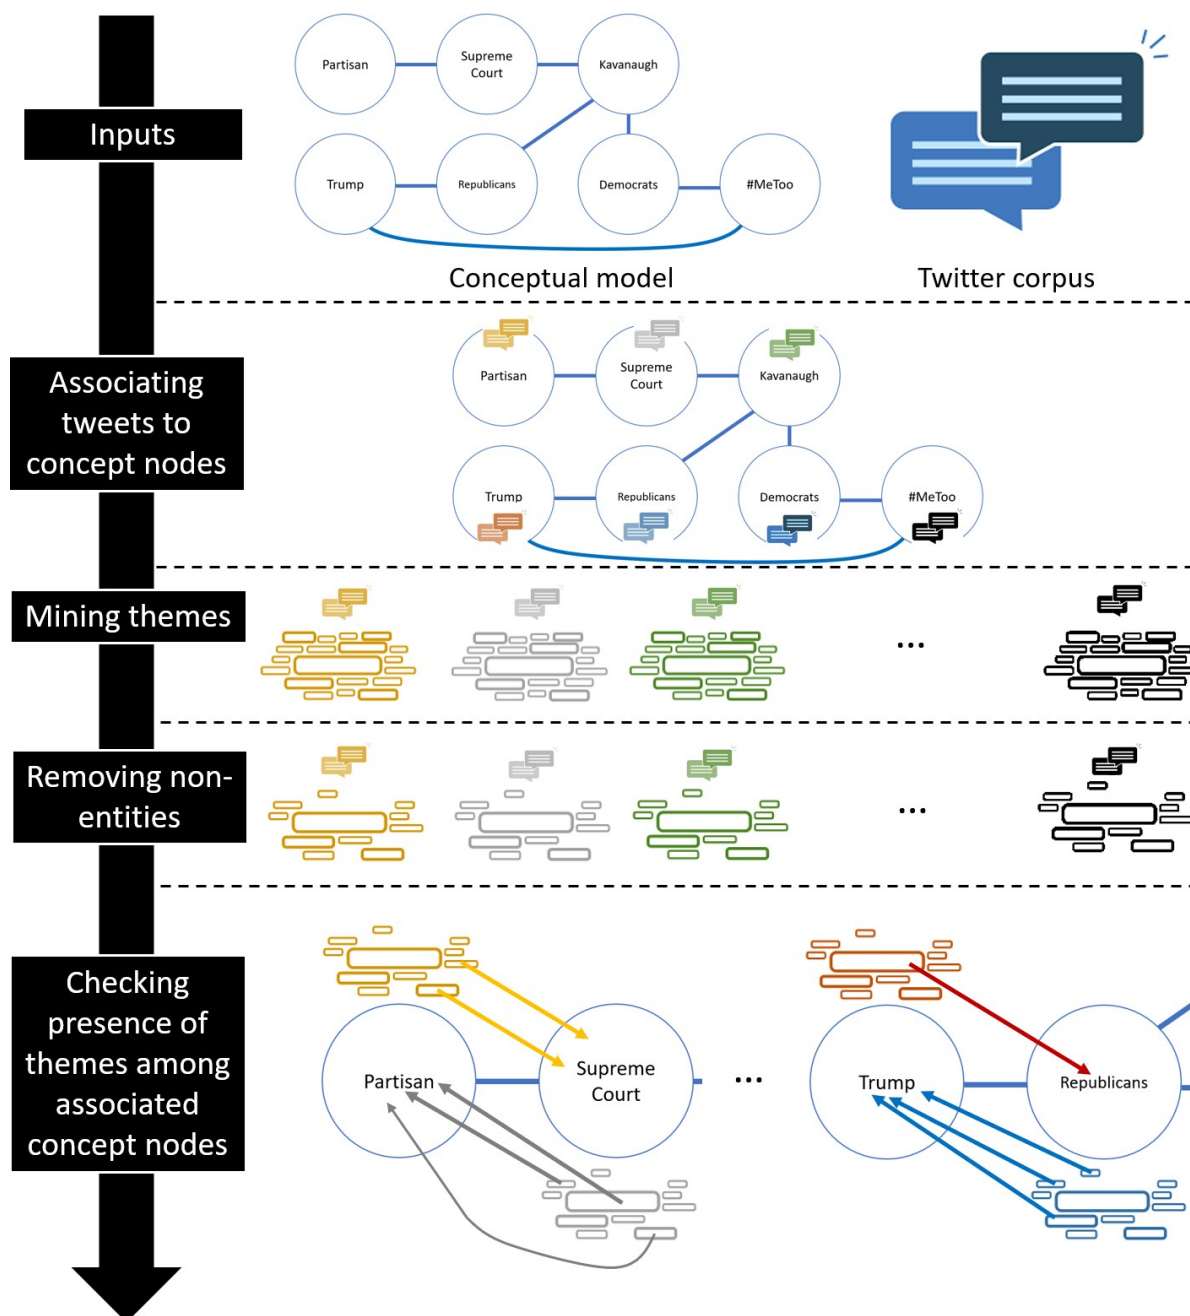 Partisan
Supreme
Court
Kavanaugh
Inputs
Trump
Republicans
Democrats
#MeToo
Conceptual model
Twitter corpus
Associating
tweets to
concept nodes
Partisan
Supreme
Court
Kavanaugh
Trump
Republicans
Democrats
#MeToo
Mining themes
...
Removing non-
entities
...
Checking
presence of
themes among
associated
concept nodes
Partisan
Supreme
Court
...
Trump
Republicans